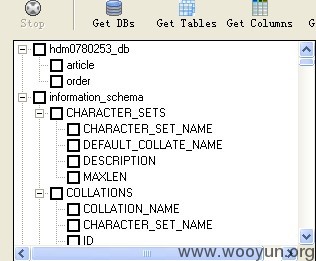 Stop Get DBs Get Tables Get Columns
hdm0780253_db
article
order
information_schema
CHARACTER_SETS
CHARACTER_SET_NAME
DEFAULT_COLLATE_NAME
DESCRIPTION
MAXLEN
COLLATIONS
COLLATION_NAME
CHARACTER_SET_NAME
ID
www.wooyun.org